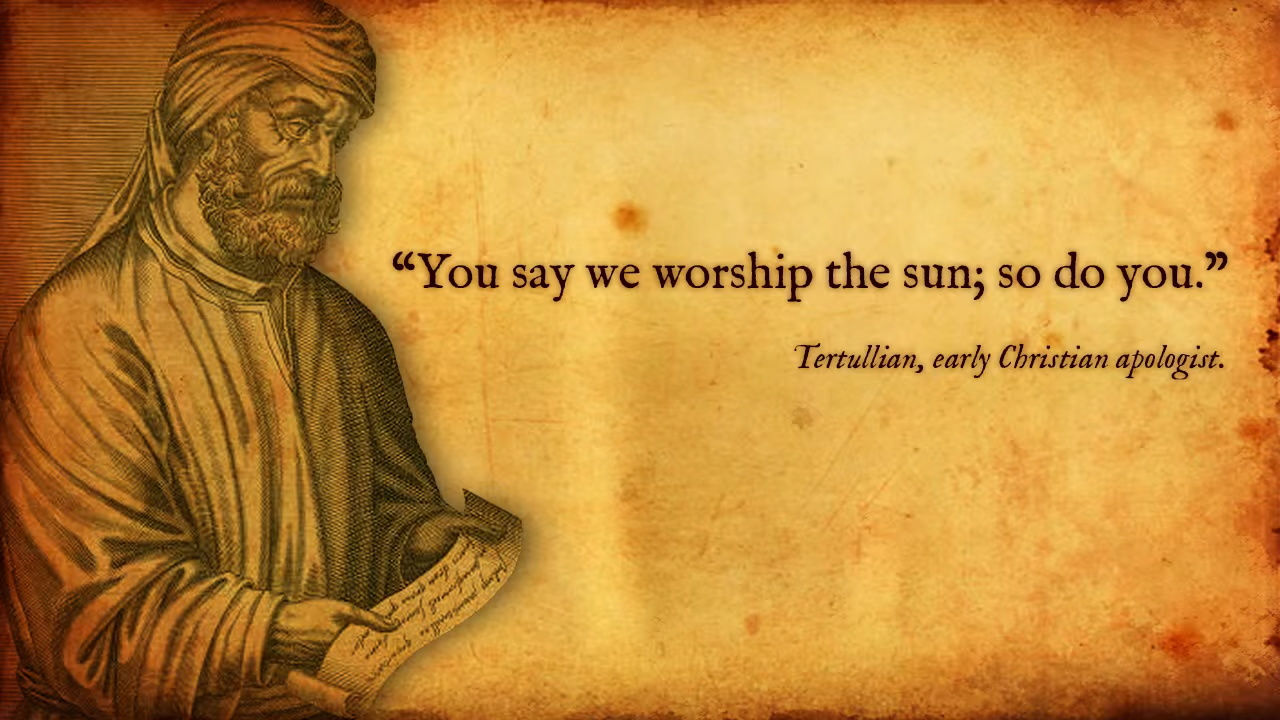 “You say we worship the sun; so do you.”
Tertullian, early Christian apologist.